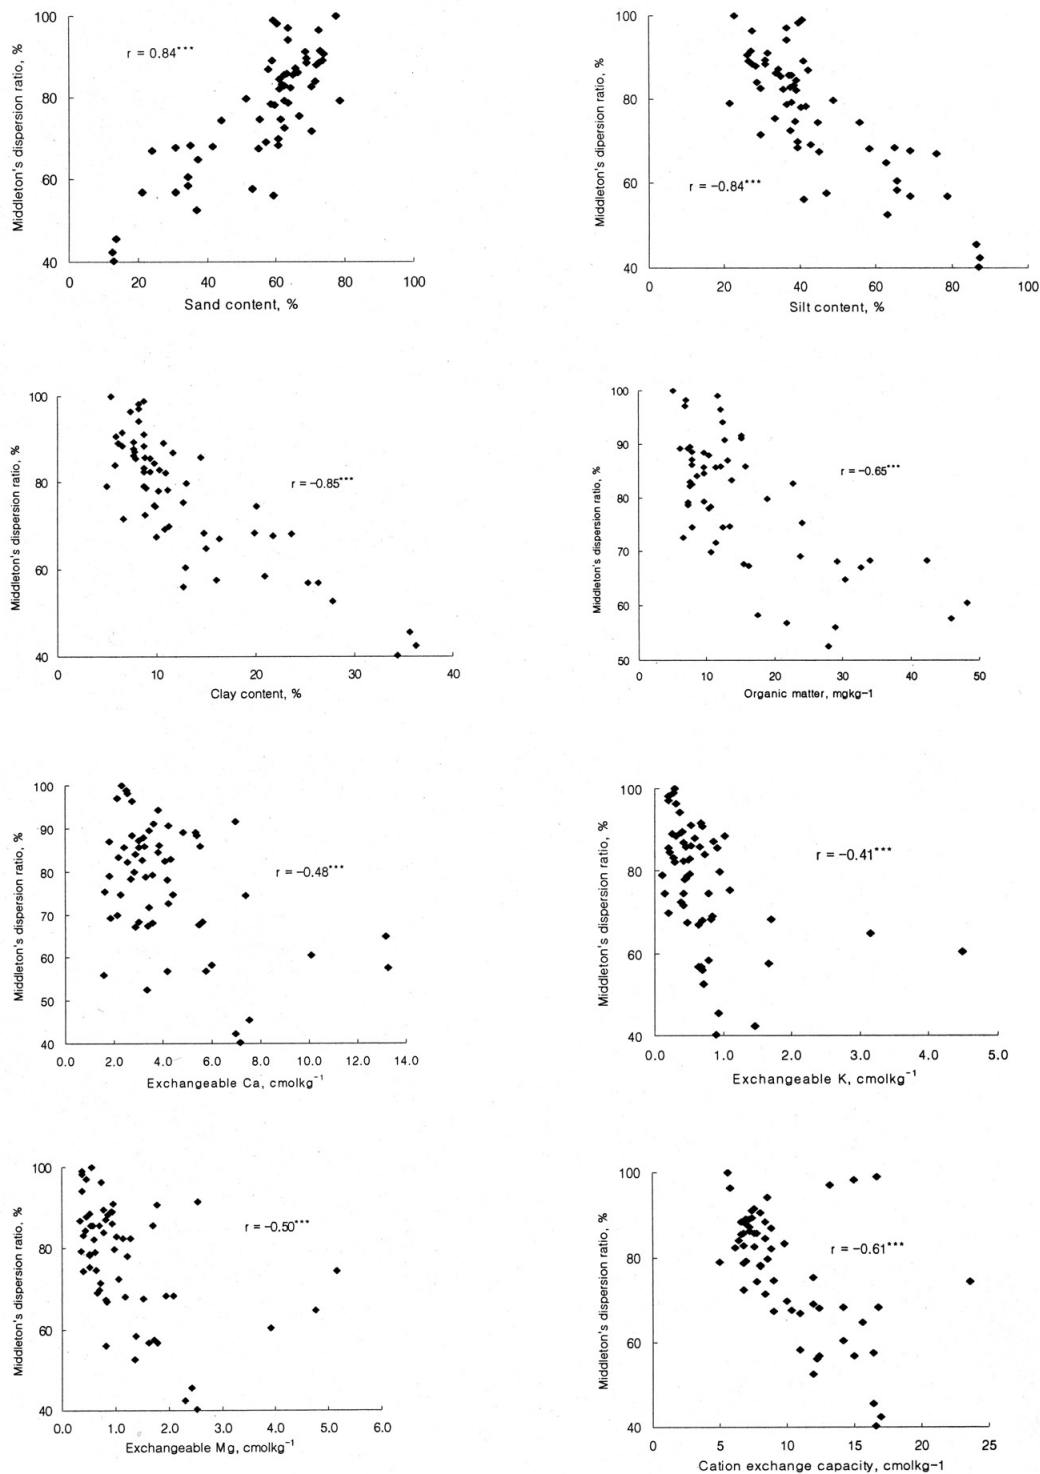 Middleton's dispersion ratio, %
100
80
60
40
r = 0.84***
0 20 40 60 80 100
Sand content, %
Middleton's dipersion ratio, %
100
80
60
40
r = -0.84***
0 20 40 60 80 100
Silt content, %
Middleton's dispersion ratio, %
100
80
60
40
r = -0.85***
0 10 20 30 40
Clay content, %
Middleton's dispersion ratio, %
100
90
80
70
60
50
r = -0.65***
0 10 20 30 40 50
Organic matter, mgkg-1
Middleton's dispersion ratio, %
100
90
80
70
60
50
40
r = -0.48***
0.0 2.0 4.0 6.0 8.0 10.0 12.0 14.0
Exchangeable Ca, cmolkg-1
Middleton's dispersion ratio, %
100
80
60
40
r = -0.41***
0.0 1.0 2.0 3.0 4.0 5.0
Exchangeable K, cmolkg-1
Middleton's dispersion ratio, %
100
80
60
40
r = -0.50***
0.0 1.0 2.0 3.0 4.0 5.0 6.0
Exchangeable Mg, cmolkg-1
Middleton's dispersion ratio, %
100
80
60
40
r = -0.61***
0 5 10 15 20 25
Cation exchange capacity, cmolkg-1